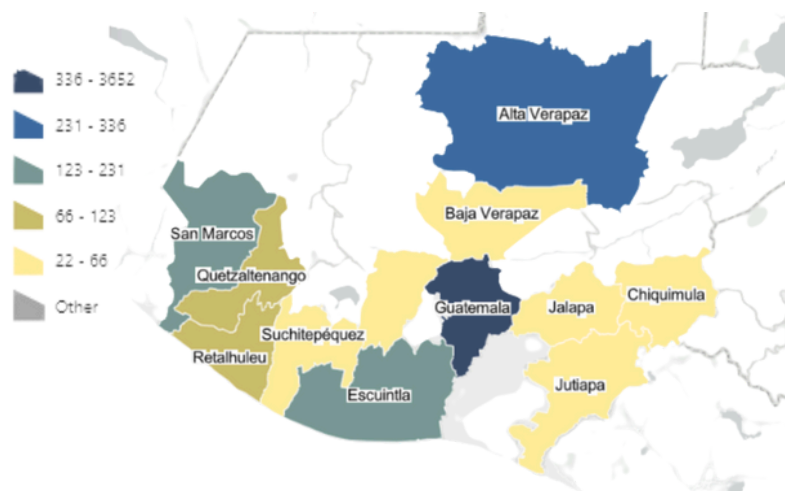 336 - 3652
231 - 336
123 - 231
66 - 123
22 - 66
Other
Alta Verapaz
Baja Verapaz
San Marcos
Quetzaltenango
Guatemala
Jalapa
Chiquimula
Suchitepéquez
Retalhuleu
Escuintla
Jutiapa